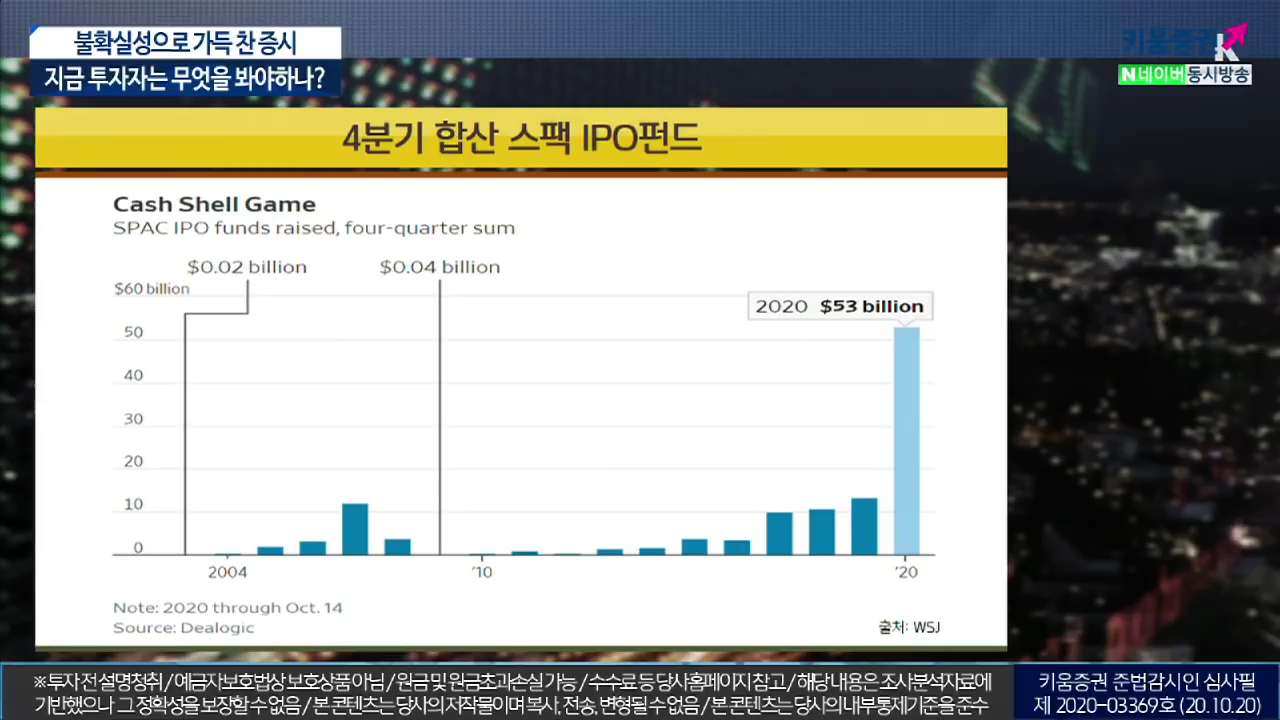 불확실성으로 가득 찬 증시
지금 투자자는 무엇을 봐야하나?
키움증권
N네이버 동시방송
4분기 합산 스팩 IPO펀드
Cash Shell Game
SPAC IPO funds raised, four-quarter sum
$0.02 billion
$0.04 billion
$60 billion
2020 $53 billion
50
40
30
20
10
0
2004
’10
’20
Note: 2020 through Oct. 14
Source: Dealogic
출처: WSJ
※투자 전 설명청취 / 예금자보호법상 보호상품 아님 / 원금 및 원금초과손실 가능 / 수수료 등 당사홈페이지 참고 / 해당 내용은 조사분석자료에
기반했으나 그 정확성을 보장할 수 없음 / 본 콘텐츠는 당사의 저작물이며 복사, 전송, 변형될 수 없음 / 본 콘텐츠는 당사의 내부통제기준을 준수
키움증권 준법감시인 심사필
제 2020-03369호 (20.10.20)